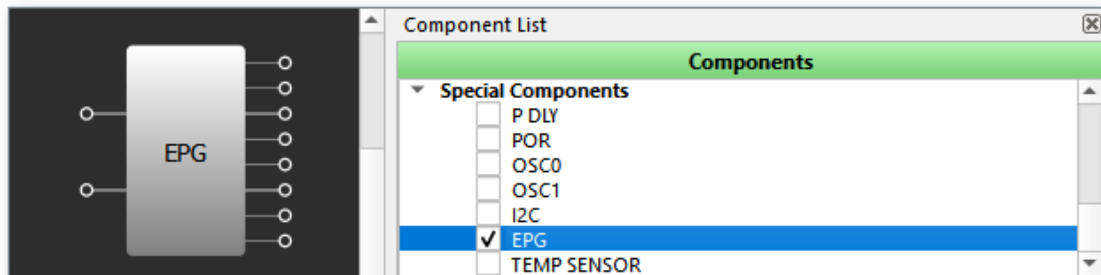 EPG
Component List
Components
Special Components
P DLY
POR
OSC0
OSC1
I2C
EPG
TEMP SENSOR